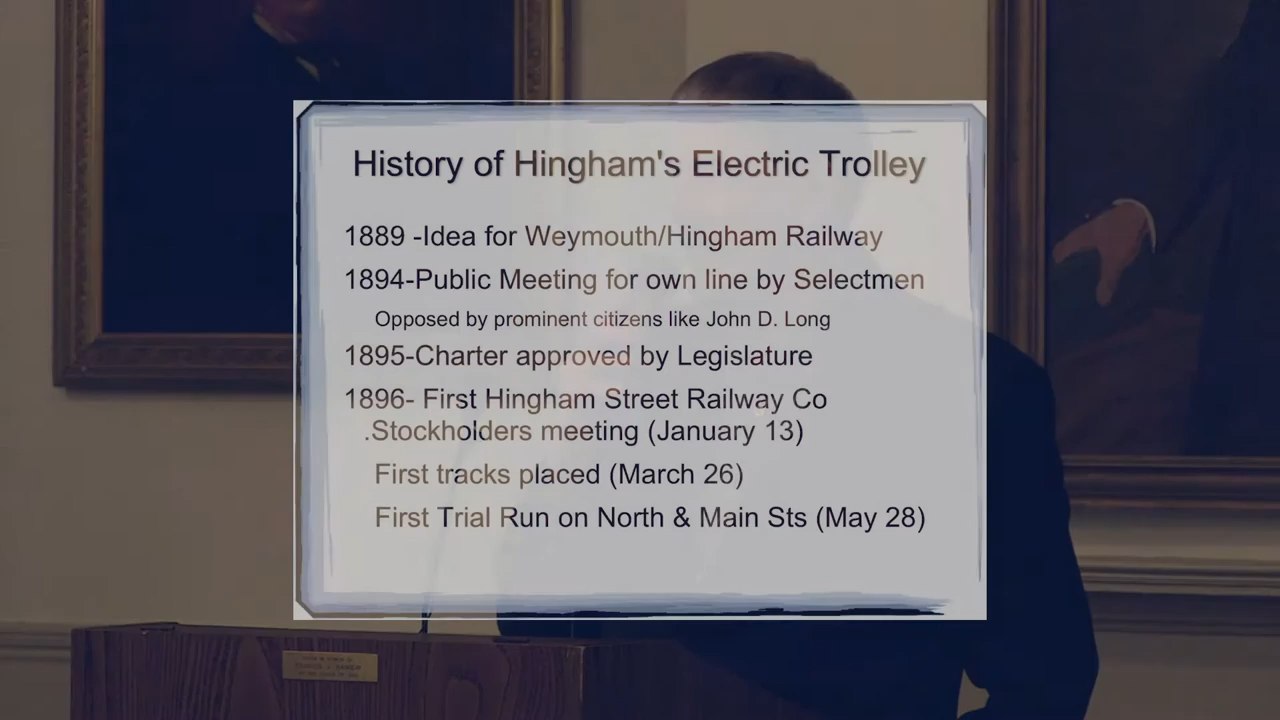 History of Hingham's Electric Trolley
1889 -Idea for Weymouth/Hingham Railway
1894-Public Meeting for own line by Selectmen
Opposed by prominent citizens like John D. Long
1895-Charter approved by Legislature
1896- First Hingham Street Railway Co
.Stockholders meeting (January 13)
First tracks placed (March 26)
First Trial Run on North & Main Sts (May 28)